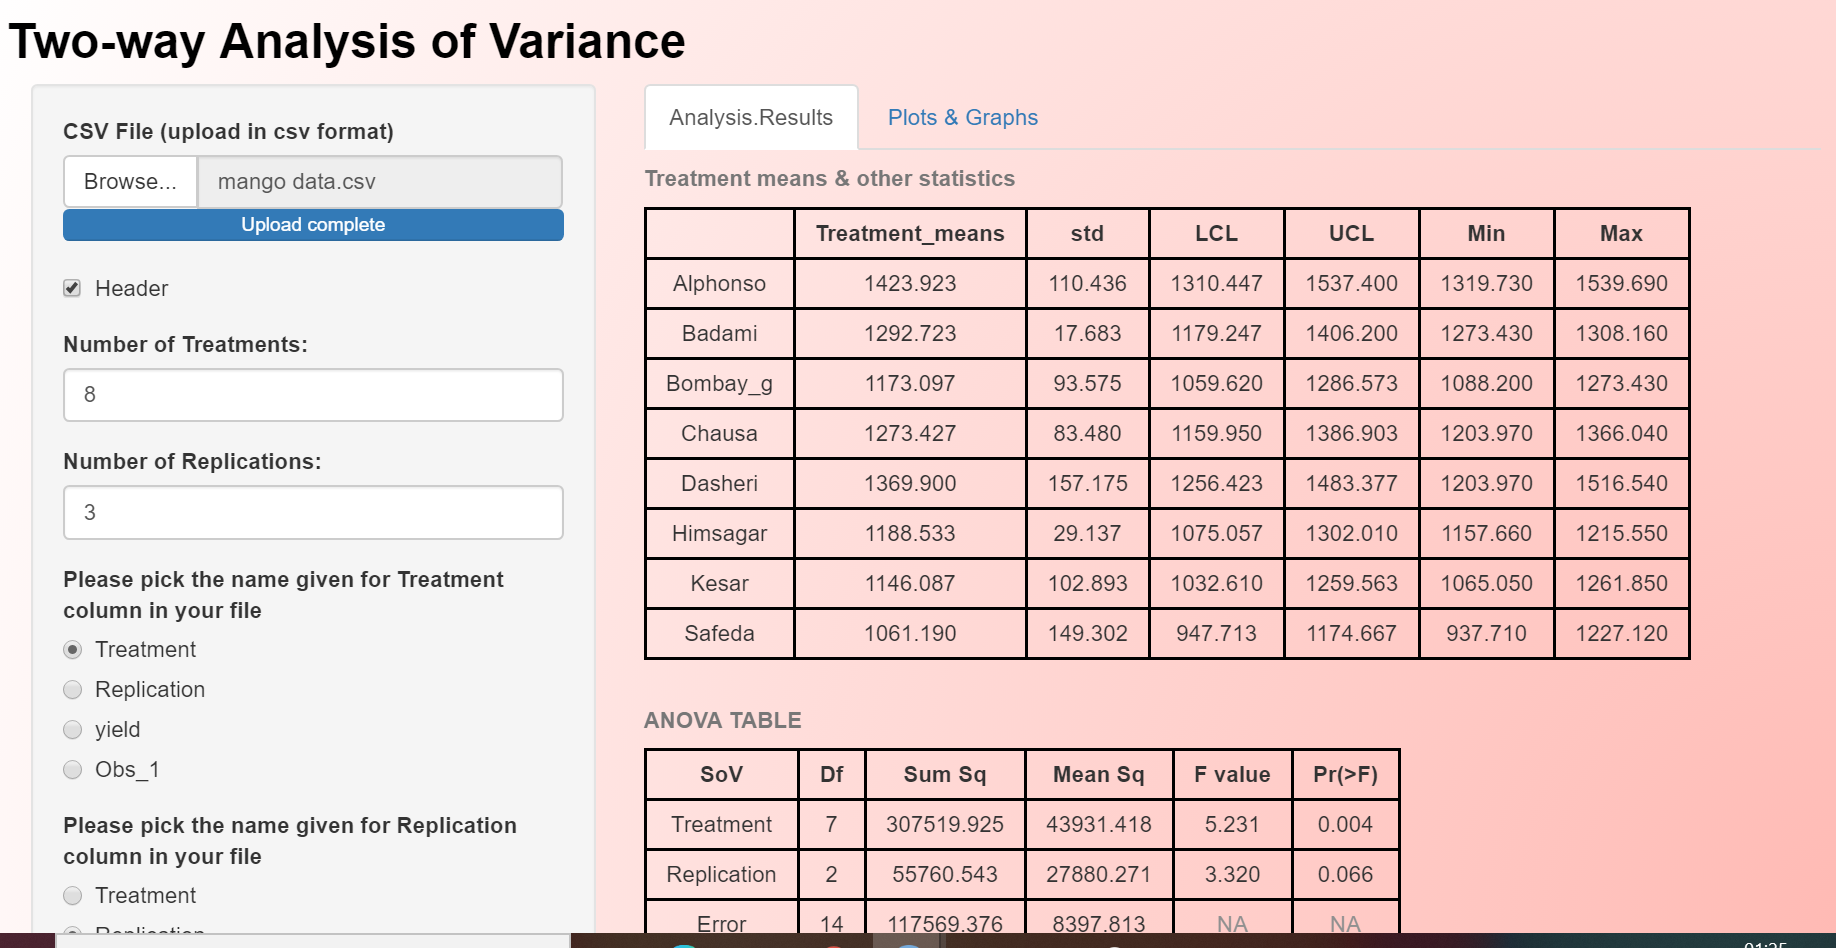 Two-way Analysis of Variance
CSV File (upload in csv format)
Browse... mango data.csv
Upload complete
Header
Number of Treatments:
8
Number of Replications:
3
Please pick the name given for Treatment
column in your file
Treatment
Replication
yield
Obs_1
Please pick the name given for Replication
column in your file
Treatment
Replication
Analysis.Results Plots & Graphs
Treatment means & other statistics
Treatment_means std LCL UCL Min Max
Alphonso 1423.923 110.436 1310.447 1537.400 1319.730 1539.690
Badami 1292.723 17.683 1179.247 1406.200 1273.430 1308.160
Bombay_g 1173.097 93.575 1059.620 1286.573 1088.200 1273.430
Chausa 1273.427 83.480 1159.950 1386.903 1203.970 1366.040
Dasheri 1369.900 157.175 1256.423 1483.377 1203.970 1516.540
Himsagar 1188.533 29.137 1075.057 1302.010 1157.660 1215.550
Kesar 1146.087 102.893 1032.610 1259.563 1065.050 1261.850
Safeda 1061.190 149.302 947.713 1174.667 937.710 1227.120
ANOVA TABLE
SoV Df Sum Sq Mean Sq F value Pr(>F)
Treatment 7 307519.925 43931.418 5.231 0.004
Replication 2 55760.543 27880.271 3.320 0.066
Error 14 117569.376 8397.813 NA NA